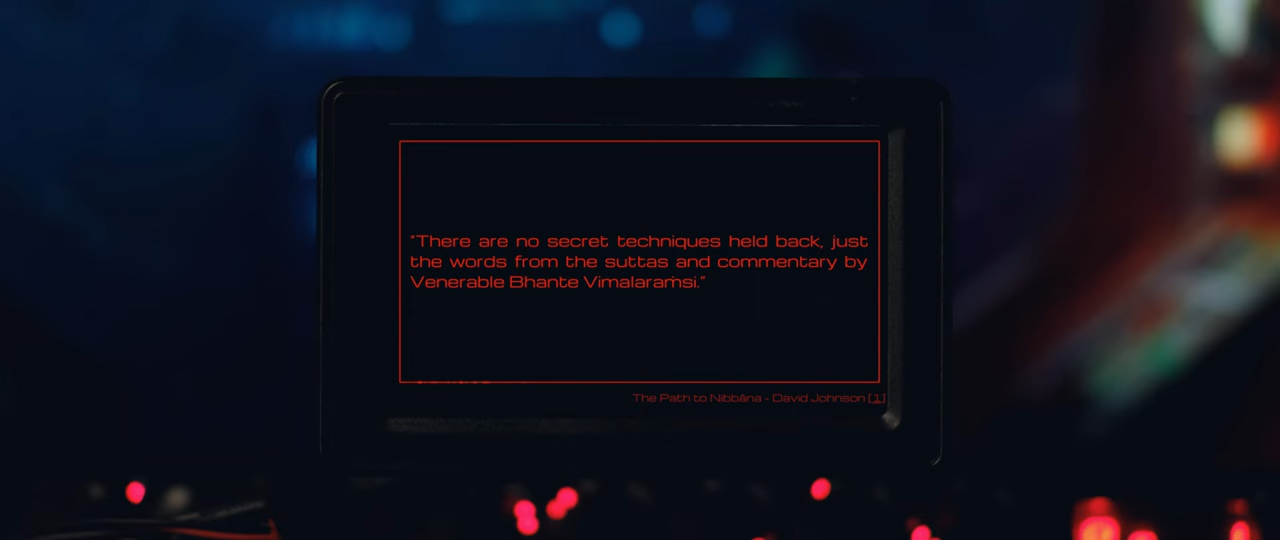 "There are no secret techniques held back, just
the words from the suttas and commentary by
Venerable Bhante Vimalaraṁsi."
The Path to Nibbāna - David Johnson [1]